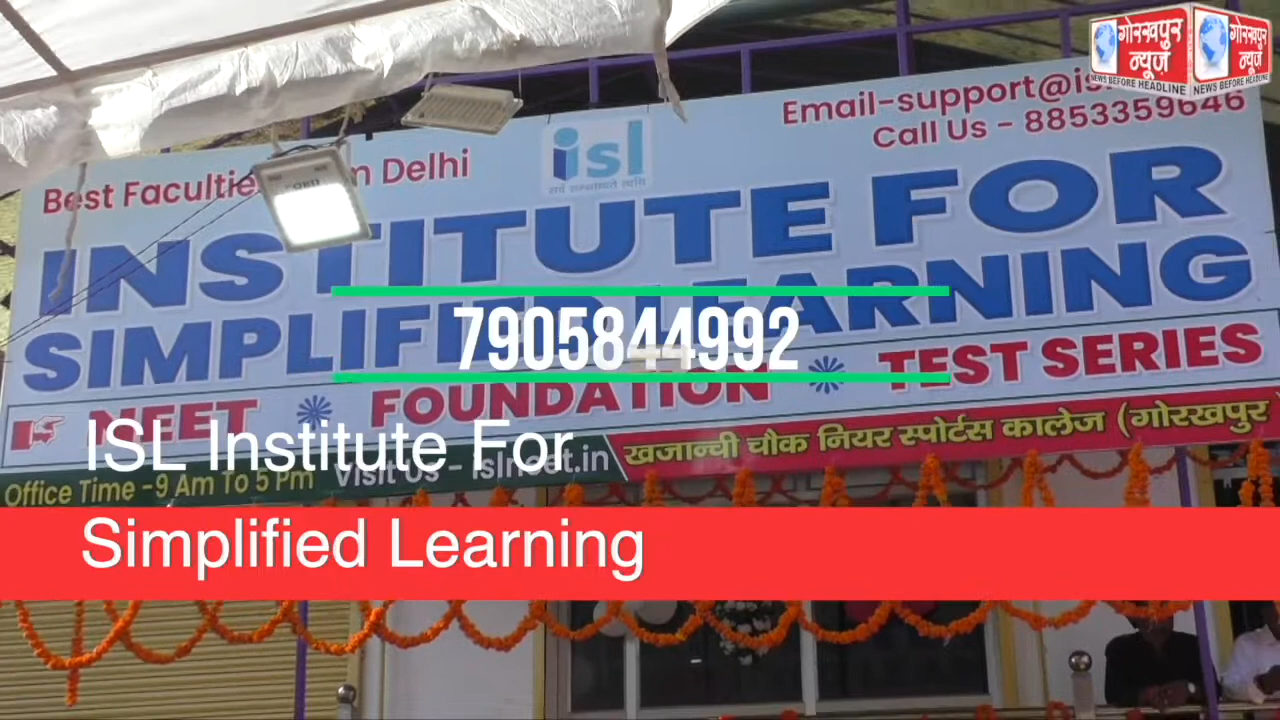 गोरखपुर न्यूज़ NEWS BEFORE HEADLINE
गोरखपुर न्यूज़ NEWS BEFORE HEADLINE
Email-support@is
Call Us - 8853359646
Best Delhi
isl
INSTITUTE FOR
SIMPLIFIED LEARNING
7905844992
NEET FOUNDATION TEST SERIES
ISL Institute For
Simplified Learning
खजान्ची चौक नियर स्पोर्टस कालेज (गोरखपुर
Office Time -9 Am To 5 Pm Visit Us - islneet.in